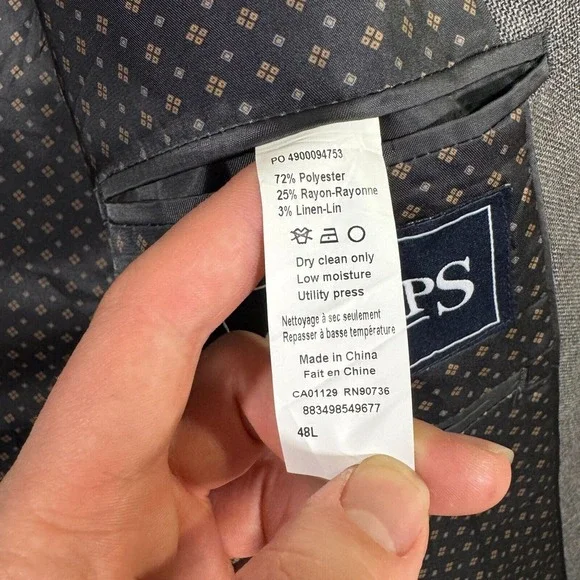 PO 4900094753
72% Polyester
25% Rayon-Rayonne
3% Linen-Lin
Dry clean only
Low moisture
Utility press
Nettoyage à sec seulement
Repasser à basse température
Made in China
Fait en Chine
CA01129 RN90736
883498549677
48L
PS